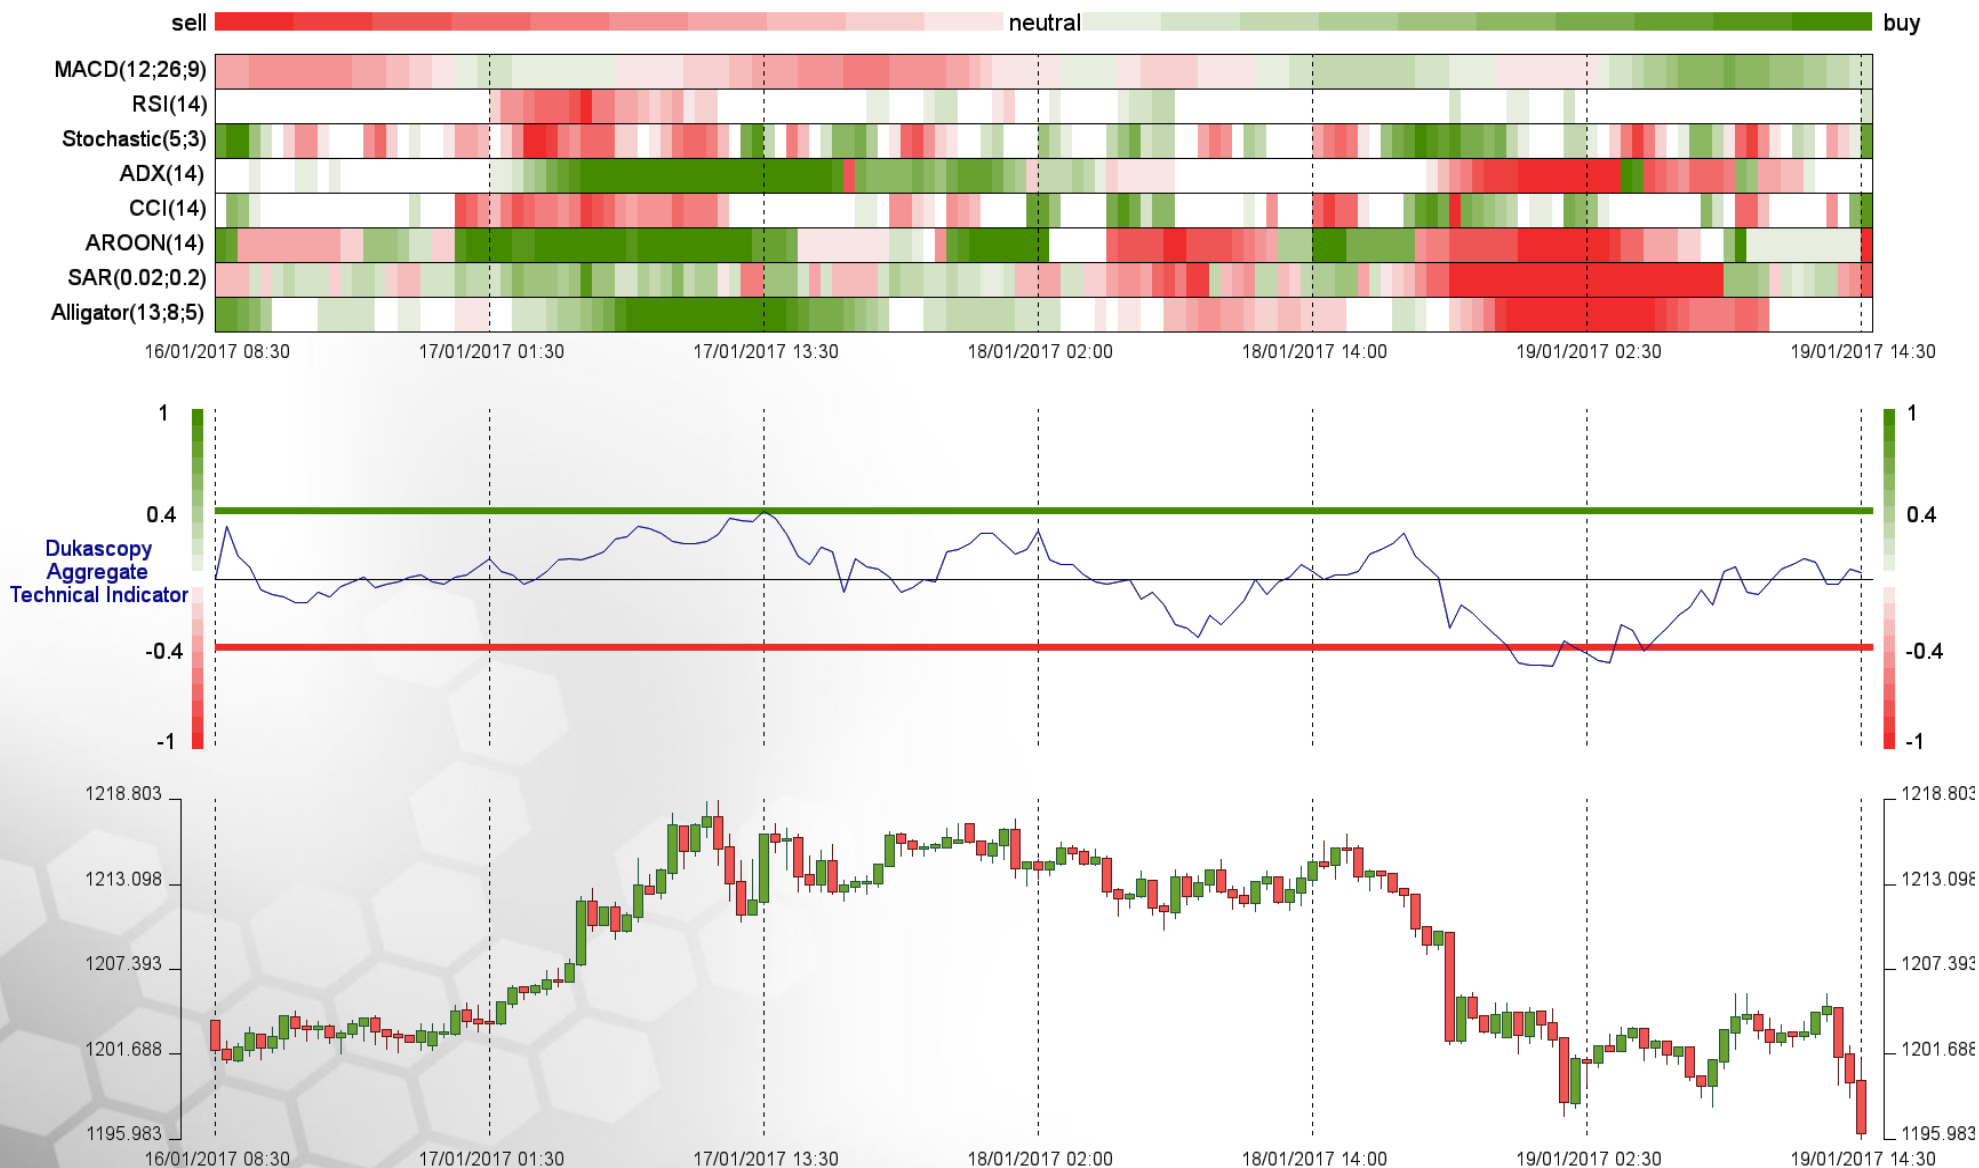 sell neutral buy
MACD(12;26;9)
RSI(14)
Stochastic(5;3)
ADX(14)
CCI(14)
AROON(14)
SAR(0.02;0.2)
Alligator(13;8;5)
16/01/2017 08:30 17/01/2017 01:30 17/01/2017 13:30 18/01/2017 02:00 18/01/2017 14:00 19/01/2017 02:30 19/01/2017 14:30
1 1
0.4 0.4
Dukascopy
Aggregate
Technical Indicator
-0.4 -0.4
-1 -1
1218.803 1218.803
1213.098 1213.098
1207.393 1207.393
1201.688 1201.688
1195.983 1195.983
16/01/2017 08:30 17/01/2017 01:30 17/01/2017 13:30 18/01/2017 02:00 18/01/2017 14:00 19/01/2017 02:30 19/01/2017 14:30